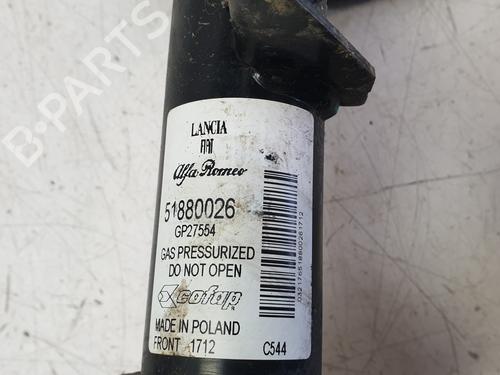 LANCIA
FIAT
Alfa Romeo
51880026
GP27554
GAS PRESSURIZED
DO NOT OPEN
cofap
MADE IN POLAND
FRONT 1712
C544
0321765518800261712
B-PARTS